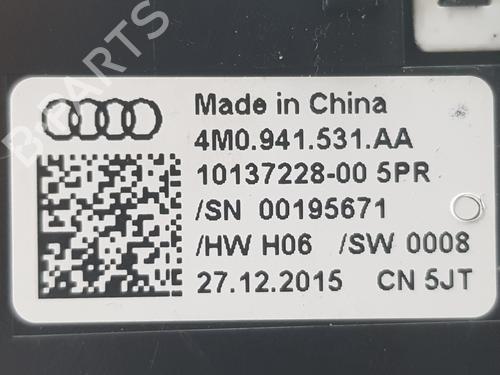 Made in China
4M0.941.531.AA
10137228-00 5PR
/SN 00195671
/HW H06 /SW 0008
27.12.2015 CN 5JT
B-PARTS